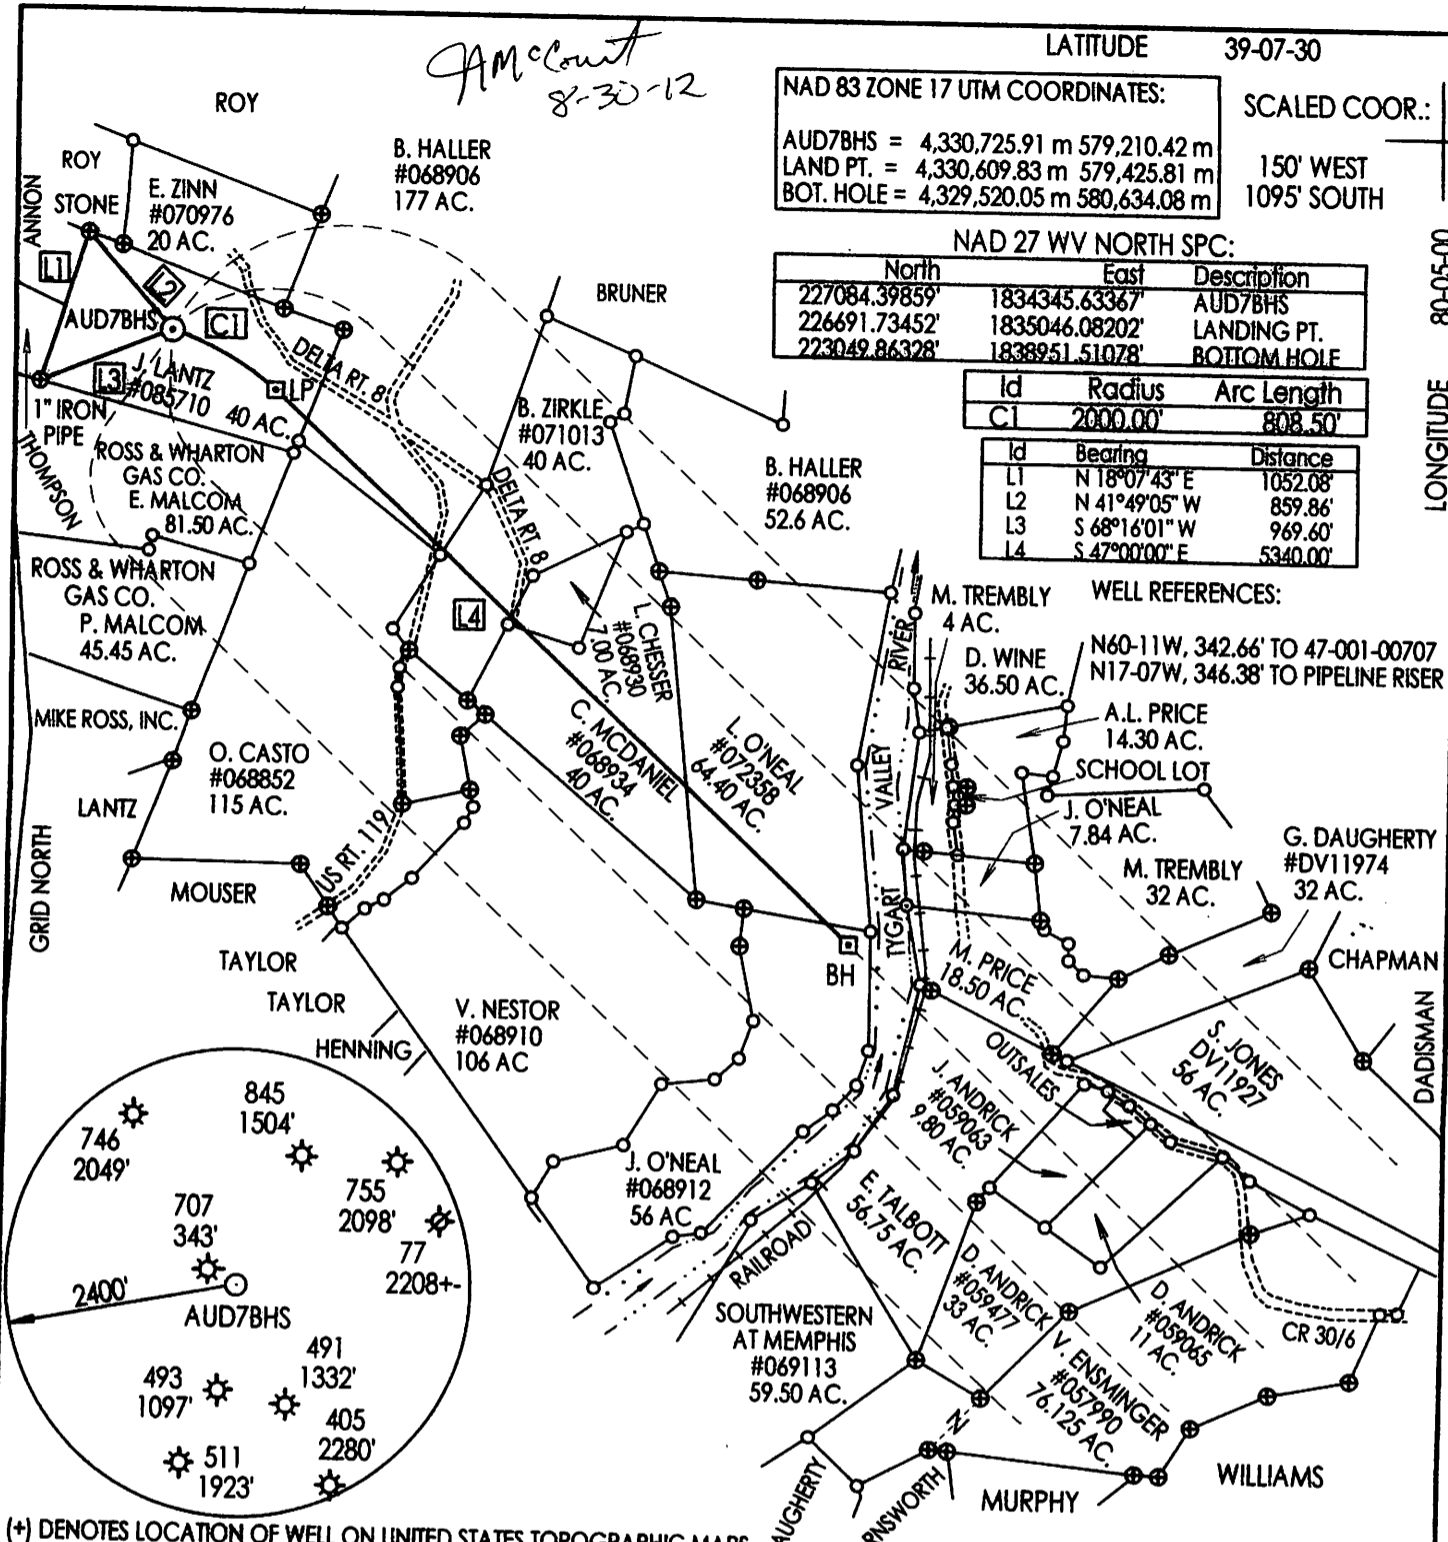 JAMcCourt
8-30-12
LATITUDE 39-07-30
NAD 83 ZONE 17 UTM COORDINATES:
AUD7BHS = 4,330,725.91 m 579,210.42 m
LAND PT. = 4,330,609.83 m 579,425.81 m
BOT. HOLE = 4,329,520.05 m 580,634.08 m
SCALED COOR.:
150' WEST
1095' SOUTH
LONGITUDE 80-05-00
NAD 27 WV NORTH SPC:
North East Description
227084.39859' 1834345.63367' AUD7BHS
226691.73452' 1835046.08202' LANDING PT.
223049.86328' 1838951.51078' BOTTOM HOLE
Id Radius Arc Length
C1 2000.00' 808.50'
Id Bearing Distance
L1 N 18°07'43" E 1052.08'
L2 N 41°49'05" W 859.86'
L3 S 68°16'01" W 969.60'
L4 S 47°00'00" E 5340.00'
WELL REFERENCES:
N60-11W, 342.66' TO 47-001-00707
N17-07W, 346.38' TO PIPELINE RISER
ROY
ROY
ANNON
STONE
E. ZINN
#070976
20 AC.
B. HALLER
#068906
177 AC.
L1
L2
AUD7BHS
C1
BRUNER
DELTA RT. 8
L3
J. LANTZ
#085710 40 AC.
LP
1" IRON
PIPE
THOMPSON
ROSS & WHARTON
GAS CO.
E. MALCOM
81.50 AC.
B. ZIRKLE
#071013
40 AC.
DELTA RT. 8
B. HALLER
#068906
52.6 AC.
ROSS & WHARTON
GAS CO.
P. MALCOM
45.45 AC.
L4
L. CHESSER
#068930
7.00 AC.
M. TREMBLY
4 AC.
D. WINE
36.50 AC.
A.L. PRICE
14.30 AC.
SCHOOL LOT
J. O'NEAL
7.84 AC.
MIKE ROSS, INC.
O. CASTO
#068852
115 AC.
LANTZ
C. MCDANIEL
#068934
40 AC.
L. O'NEAL
#072358
64.40 AC.
TYGART VALLEY RIVER
US RT. 119
MOUSER
GRID NORTH
M. TREMBLY
32 AC.
G. DAUGHERTY
#DV11974
32 AC.
CHAPMAN
DADISMAN
TAYLOR
TAYLOR
HENNING
V. NESTOR
#068910
106 AC
BH
M. PRICE
18.50 AC.
OUTSALES
S. JONES
DV11927
56 AC.
J. ANDRICK
#059063
9.80 AC.
J. O'NEAL
#068912
56 AC
RAILROAD
E. TALBOTT
56.75 AC.
D. ANDRICK
#059477
33 AC.
D. ANDRICK
#059065
11 AC.
CR 30/6
SOUTHWESTERN
AT MEMPHIS
#069113
59.50 AC.
V. ENSMINGER
#057990
76.125 AC.
N
WILLIAMS
MURPHY
AUGHERTY
RNSWORTH
746
2049'
845
1504'
755
2098'
77
2208+-
707
343'
2400'
AUD7BHS
493
1097'
491
1332'
405
2280'
511
1923'
(+) DENOTES LOCATION OF WELL ON UNITED STATES TOPOGRAPHIC MAPS